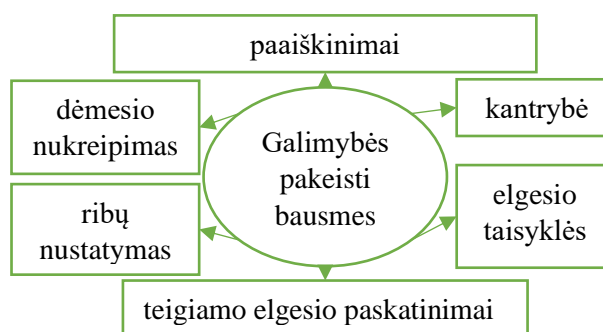 paaiškinimai
dėmesio
nukreipimas
kantrybė
Galimybės
pakeisti
bausmes
ribų
nustatymas
elgesio
taisyklės
teigiamo elgesio paskatinimai